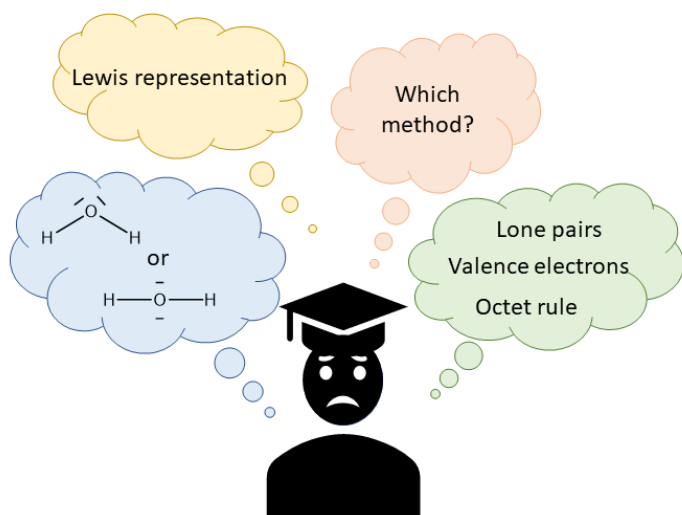 Lewis representation
Which
method?
O
H H
or
H O H
Lone pairs
Valence electrons
Octet rule